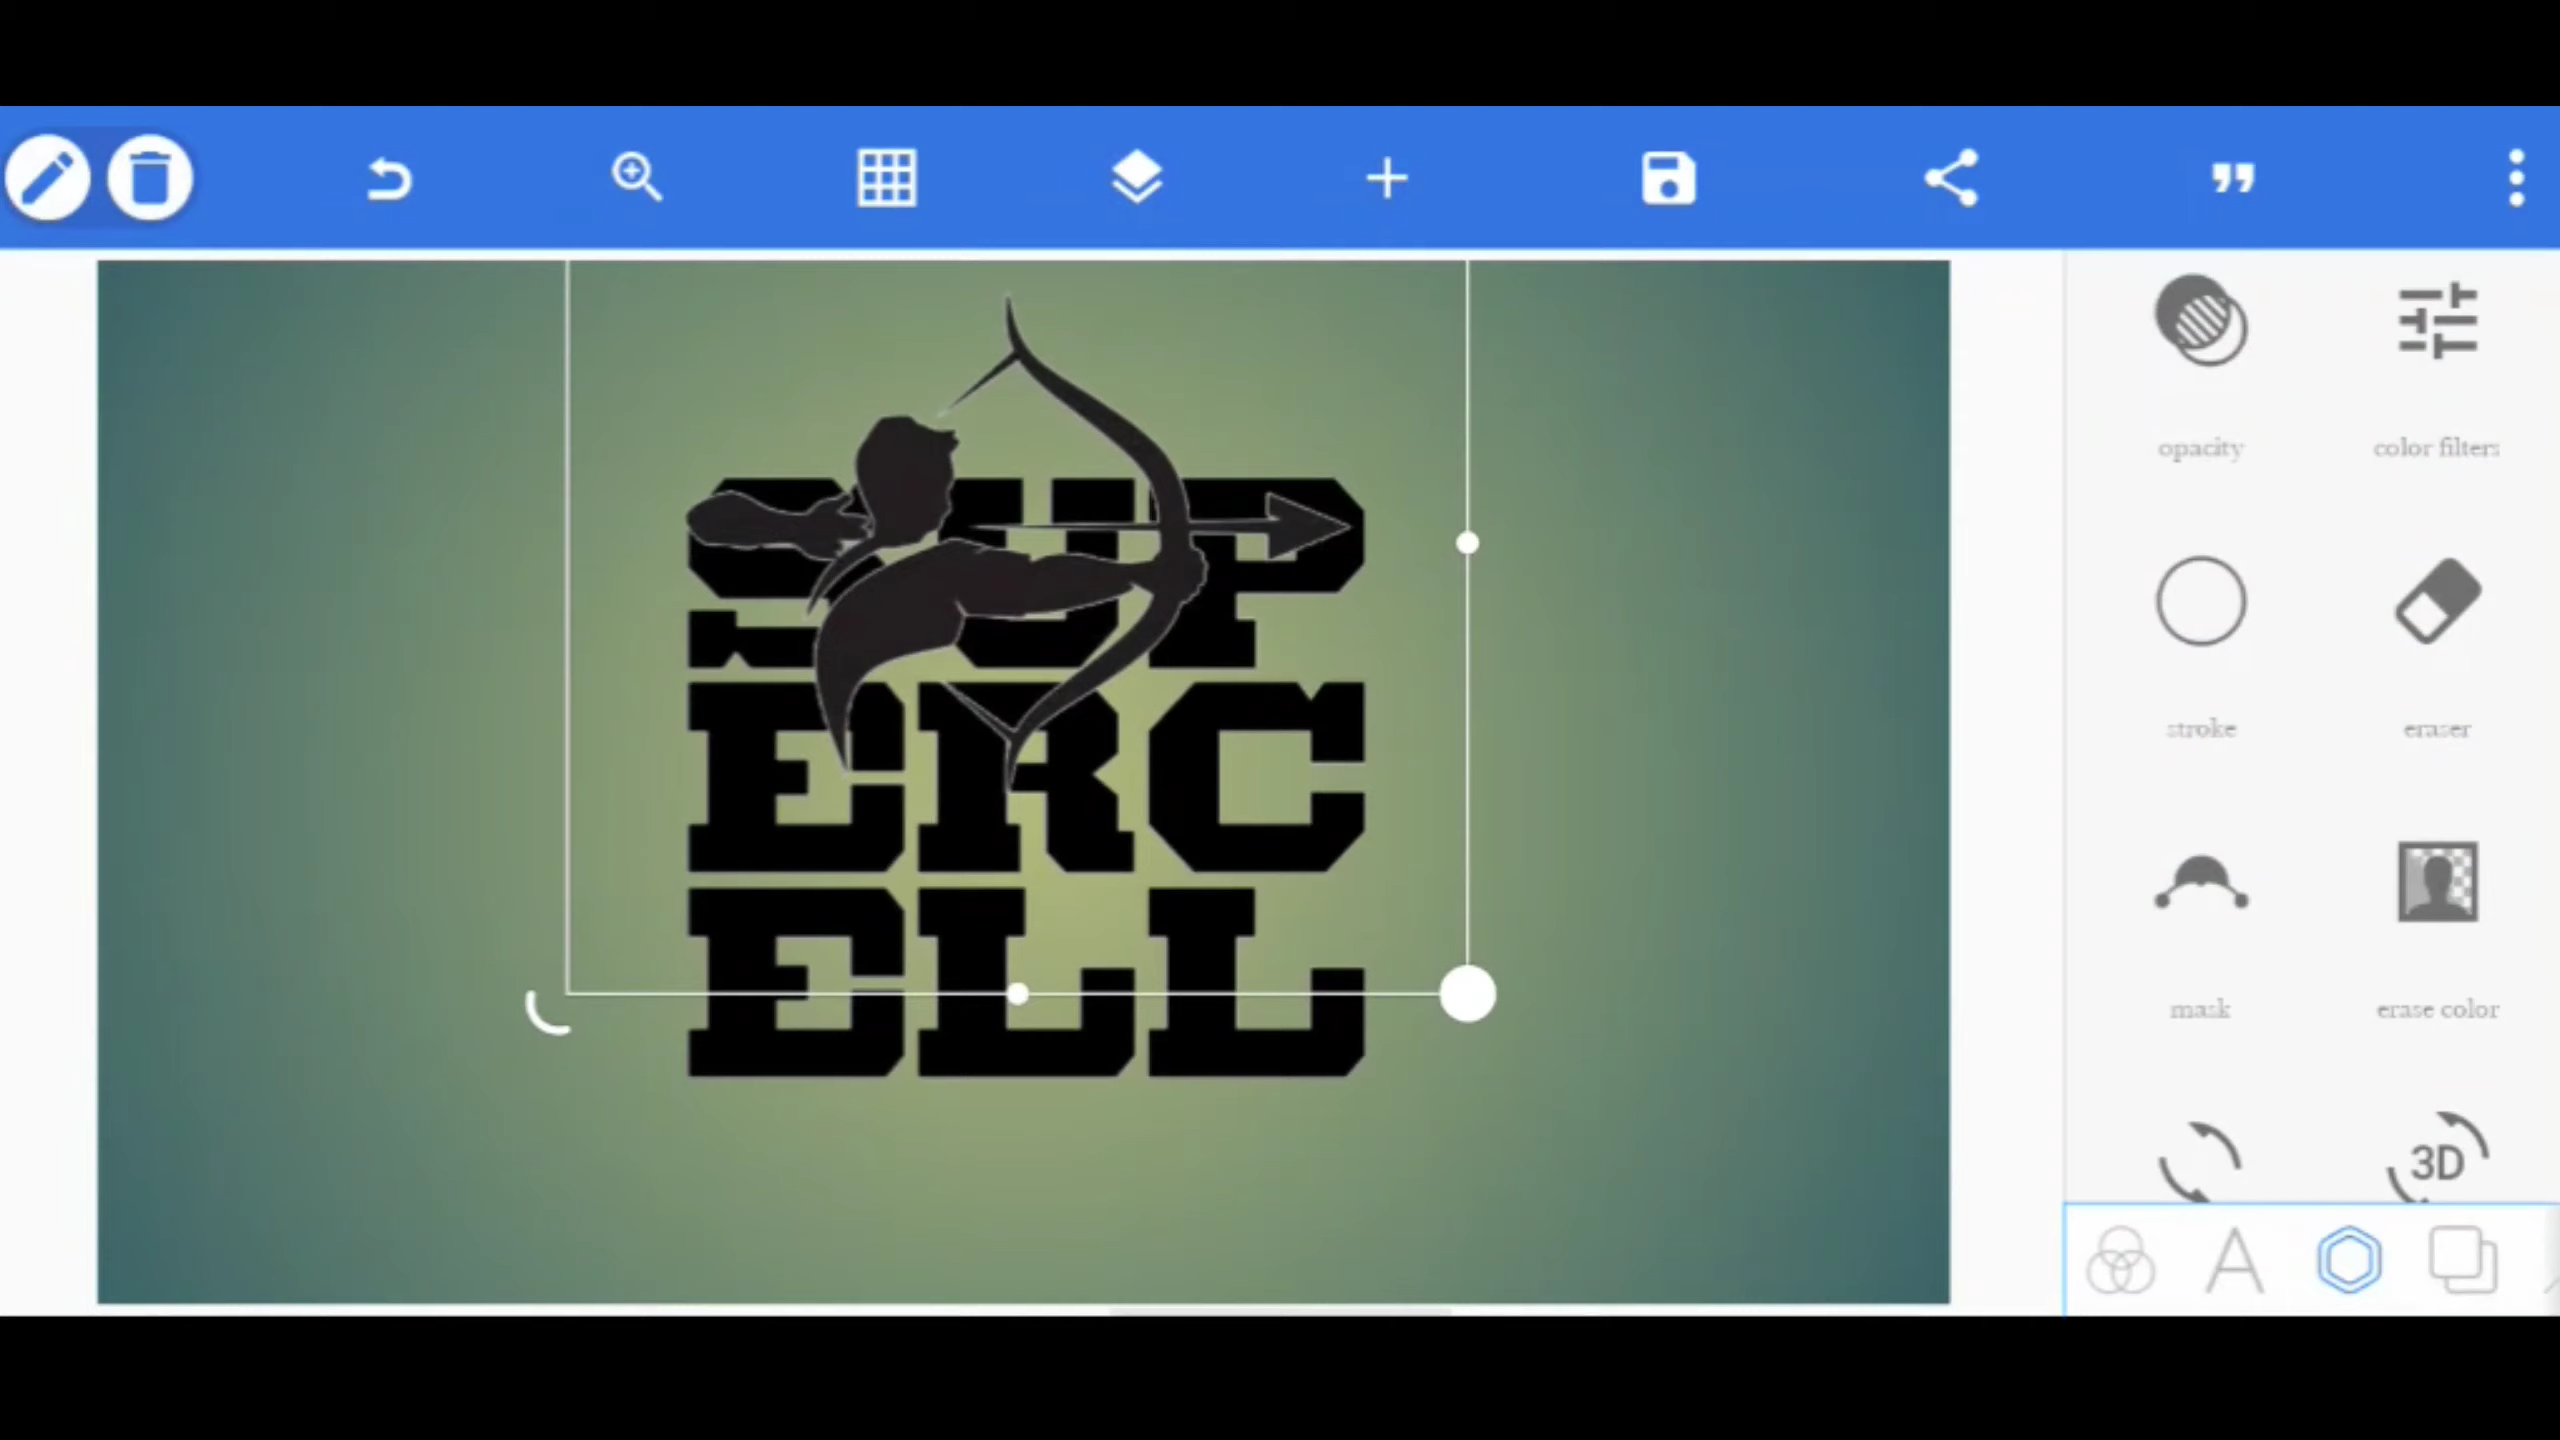 opacity
color filters
SUP
stroke
eraser
ERC
ELL
mask
erase color
3D
A